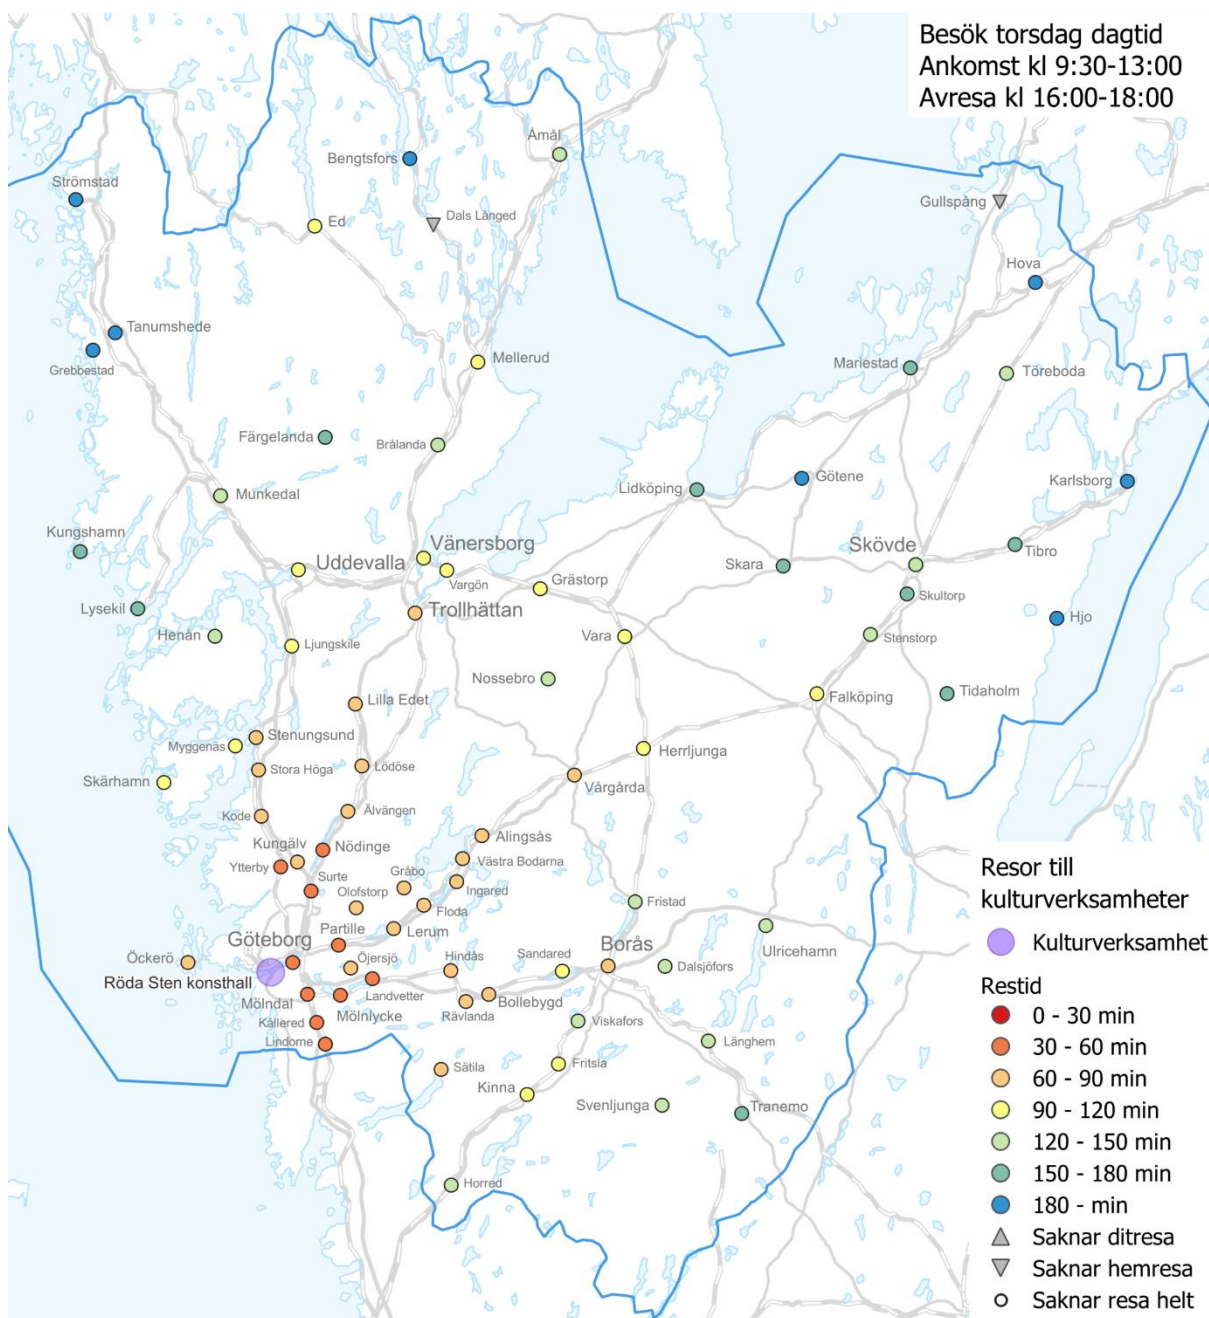 Besök torsdag dagtid
Ankomst kl 9:30-13:00
Avresa kl 16:00-18:00
Åmål
Bengtsfors
Strömstad
Gullspång
Dals Långed
Ed
Hova
Tanumshede
Mellerud
Mariestad
Töreboda
Grebbestad
Färgelanda
Brålanda
Götene
Karlsborg
Lidköping
Munkedal
Kungshamn
Vänersborg
Skövde
Tibro
Uddevalla
Skara
Vargön
Grästorp
Skultorp
Lysekil
Trollhättan
Hjo
Henån
Ljungskile
Vara
Stenstorp
Nossebro
Tidaholm
Lilla Edet
Falköping
Stenungsund
Myggenäs
Herrljunga
Stora Höga
Lödöse
Skärhamn
Vårgårda
Kode
Älvängen
Alingsås
Kungälv
Nödinge
Västra Bodarna
Ytterby
Gråbo
Surte
Ingared
Olofstorp
Fristad
Floda
Partille
Lerum
Göteborg
Borås
Ulricehamn
Öckerö
Öjersjö
Hindås
Sandared
Dalsjöfors
Röda Sten konsthall
Landvetter
Mölndal
Bollebygd
Mölnlycke
Rävlanda
Kållered
Viskafors
Lindome
Länghem
Sätila
Fritsla
Kinna
Svenljunga
Tranemo
Horred
Resor till
kulturverksamheter
Kulturverksamhet
Restid
0 - 30 min
30 - 60 min
60 - 90 min
90 - 120 min
120 - 150 min
150 - 180 min
180 - min
Saknar ditresa
Saknar hemresa
Saknar resa helt